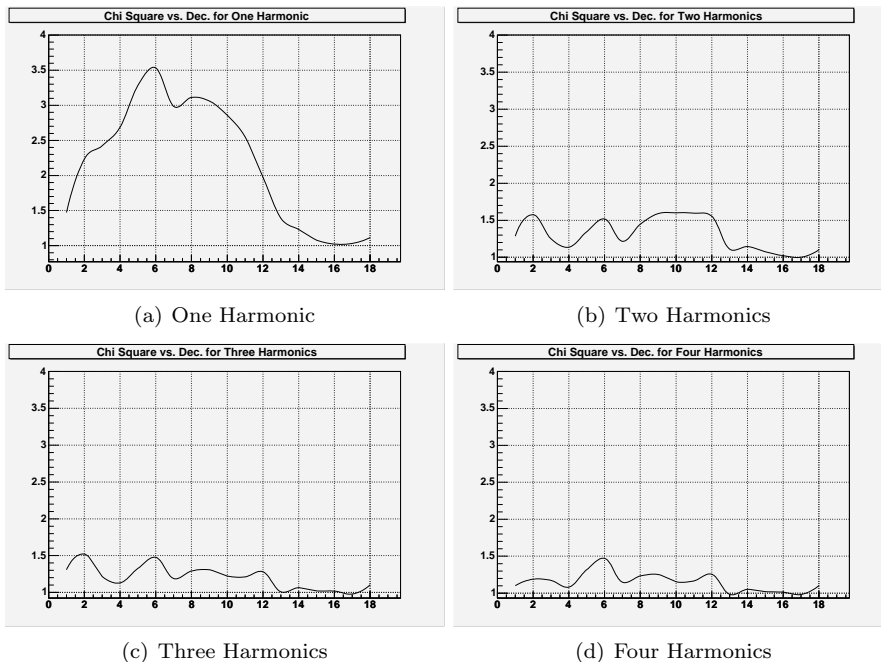 Chi Square vs. Dec. for One Harmonic
4
3.5
3
2.5
2
1.5
1
0 2 4 6 8 10 12 14 16 18
(a) One Harmonic
Chi Square vs. Dec. for Two Harmonics
4
3.5
3
2.5
2
1.5
1
0 2 4 6 8 10 12 14 16 18
(b) Two Harmonics
Chi Square vs. Dec. for Three Harmonics
4
3.5
3
2.5
2
1.5
1
0 2 4 6 8 10 12 14 16 18
(c) Three Harmonics
Chi Square vs. Dec. for Four Harmonics
4
3.5
3
2.5
2
1.5
1
0 2 4 6 8 10 12 14 16 18
(d) Four Harmonics